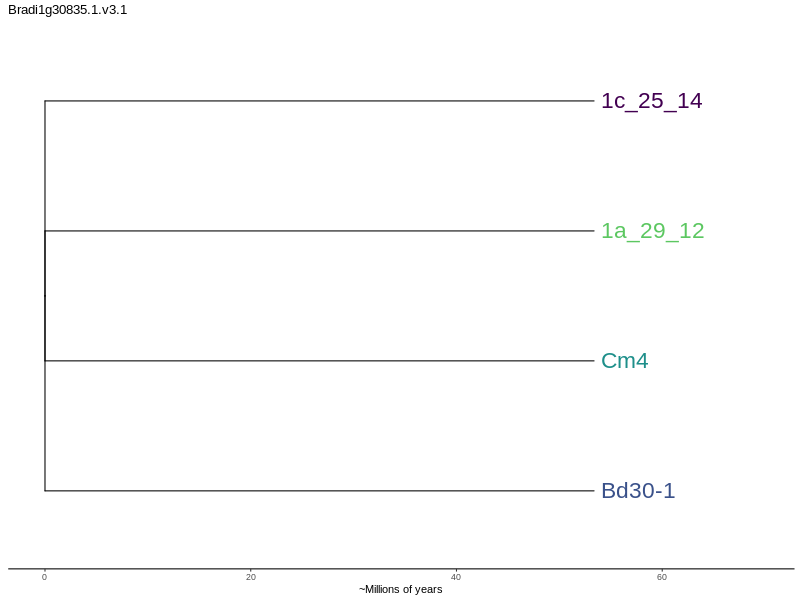 Bradi1g30835.1.v3.1
1c_25_14
1a_29_12
Cm4
Bd30-1
0 20 40 60
~Millions of years